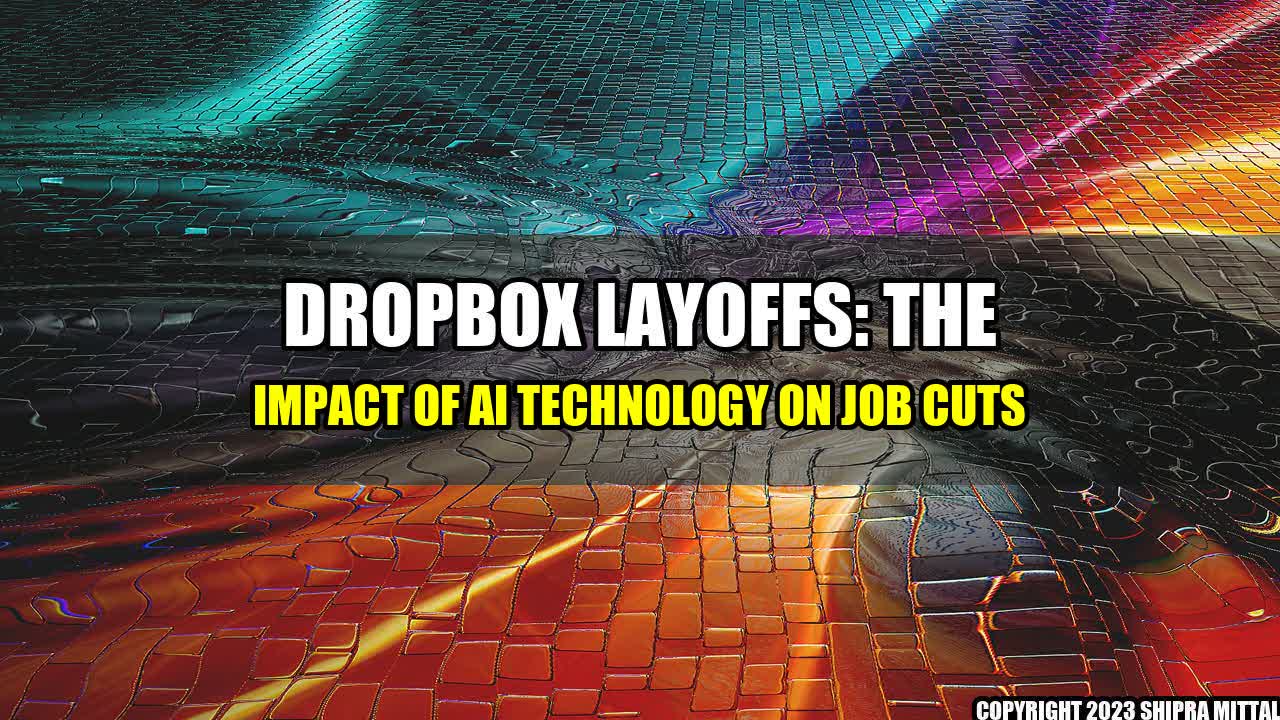 DROPBOX LAYOFFS: THE
IMPACT OF AI TECHNOLOGY ON JOB CUTS
COPYRIGHT 2023 SHIPRA MITTAL